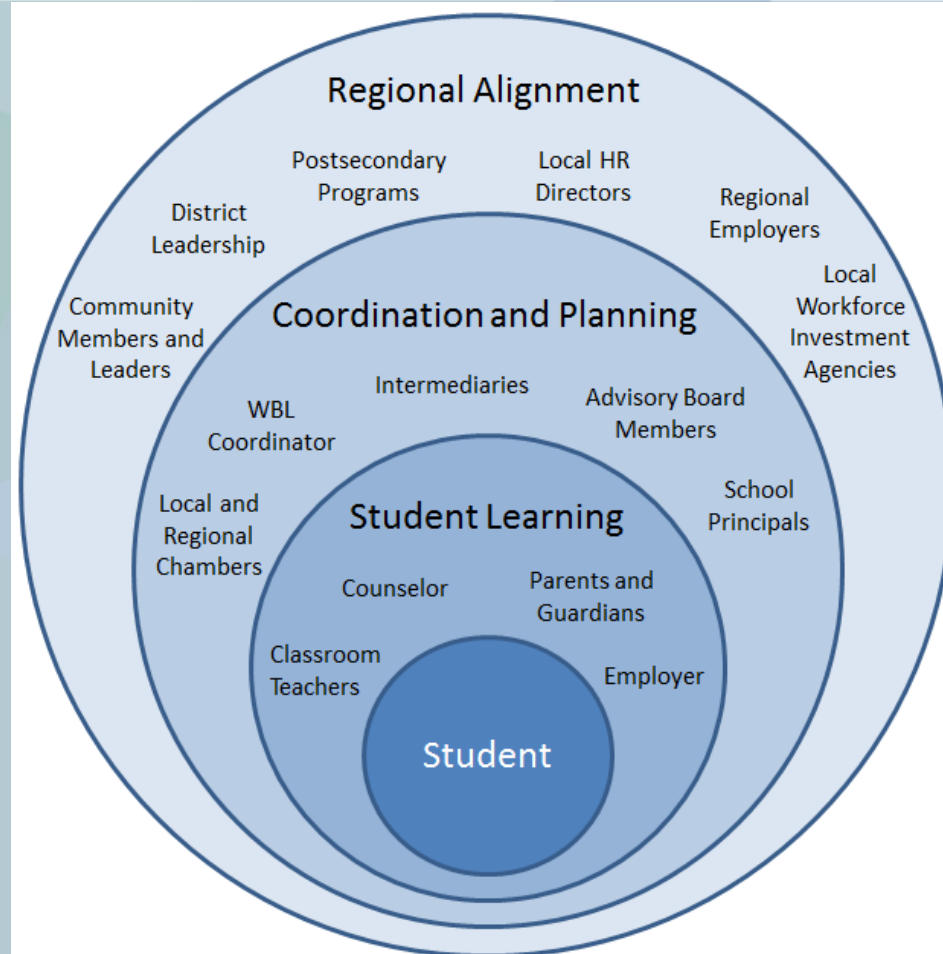 Regional Alignment
Postsecondary
Programs
Local HR
Directors
District
Leadership
Regional
Employers
Community
Members and
Leaders
Local
Workforce
Investment
Agencies
Coordination and Planning
Intermediaries
WBL
Coordinator
Advisory Board
Members
Local and
Regional
Chambers
School
Principals
Student Learning
Counselor
Parents and
Guardians
Classroom
Teachers
Employer
Student